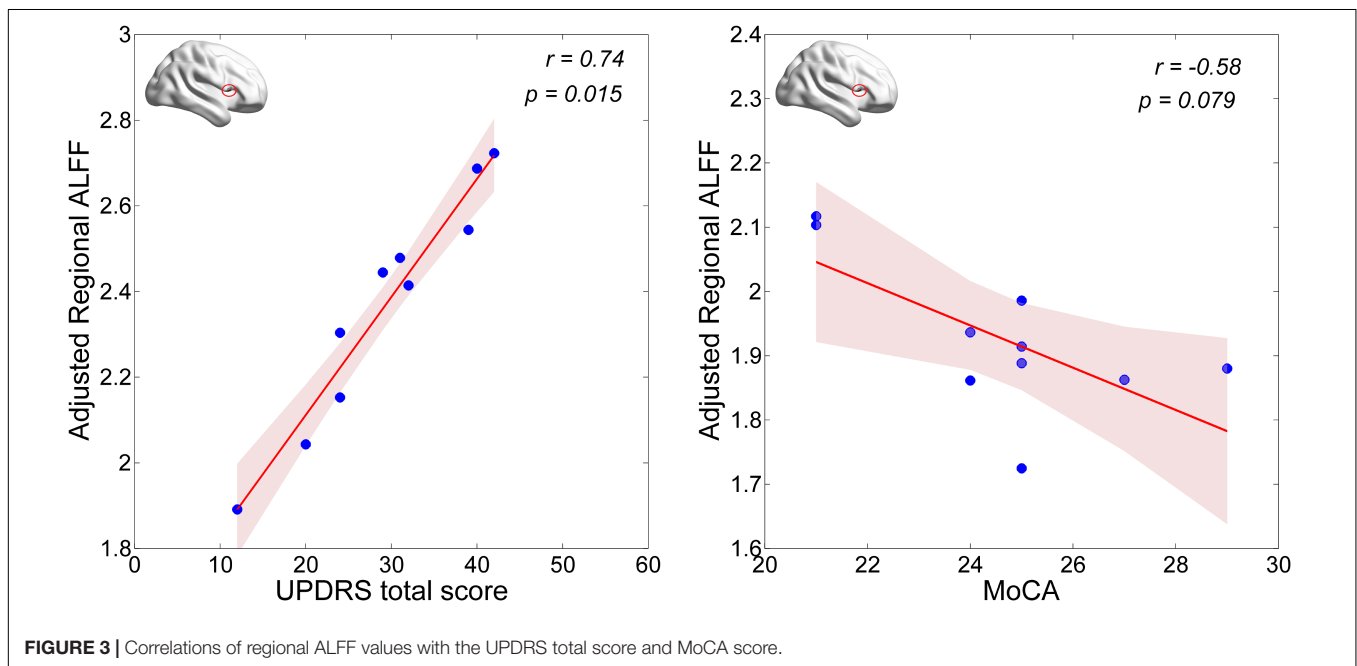 3
2.8
2.6
2.4
2.2
2
1.8
Adjusted Regional ALFF
r = 0.74
p = 0.015
0 10 20 30 40 50 60
UPDRS total score
2.4
2.3
2.2
2.1
2
1.9
1.8
1.7
1.6
Adjusted Regional ALFF
r = -0.58
p = 0.079
20 22 24 26 28 30
MoCA
FIGURE 3 | Correlations of regional ALFF values with the UPDRS total score and MoCA score.